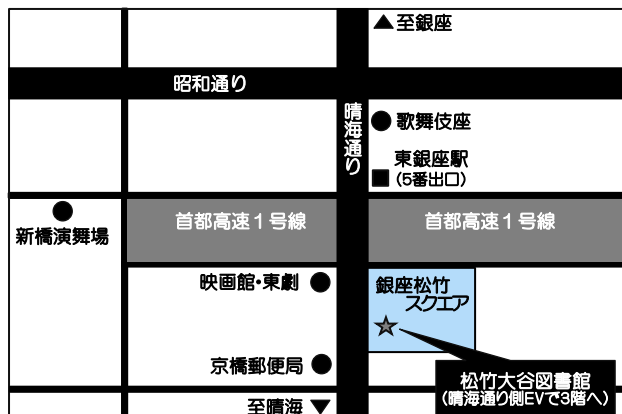 ▲至銀座
昭和通り
晴海通り
●歌舞伎座
東銀座駅
■(5番出口)
●
新橋演舞場
首都高速1号線
首都高速1号線
映画館・東劇●
銀座松竹
スクエア
☆
京橋郵便局●
松竹大谷図書館
(晴海通り側EVで3階へ)
至晴海▼